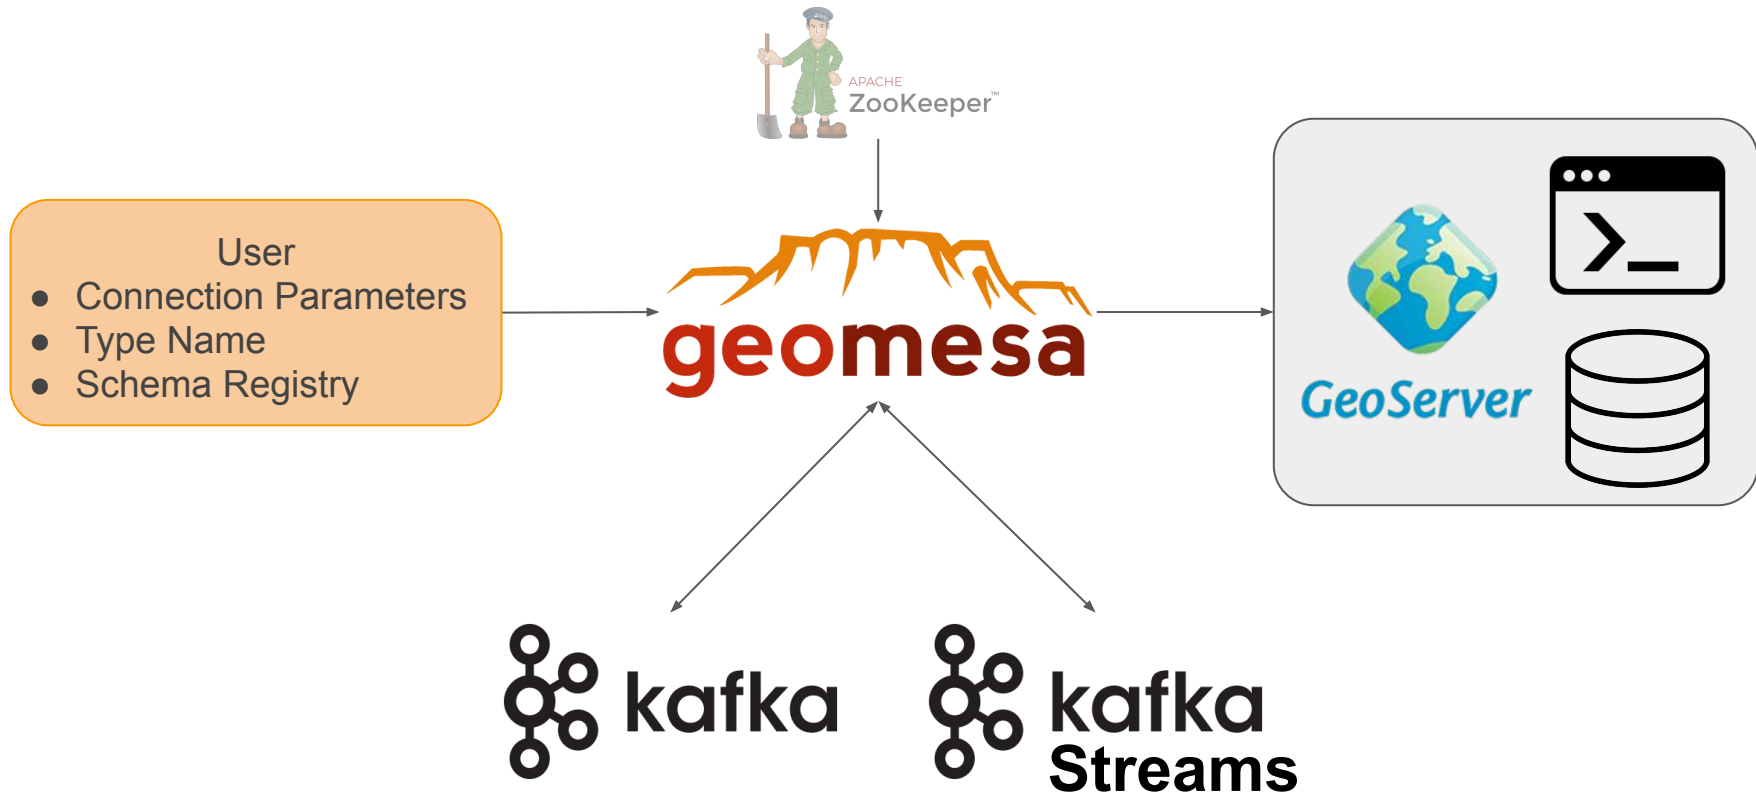 APACHE
ZooKeeper™
User
● Connection Parameters
● Type Name
● Schema Registry
geomesa
GeoServer
kafka
kafka
Streams